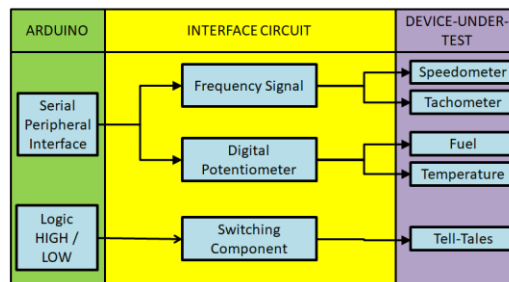 ARDUINO
INTERFACE CIRCUIT
DEVICE-UNDER-
TEST
Serial
Peripheral
Interface
Frequency Signal
Speedometer
Tachometer
Digital
Potentiometer
Fuel
Temperature
Logic
HIGH /
LOW
Switching
Component
Tell-Tales